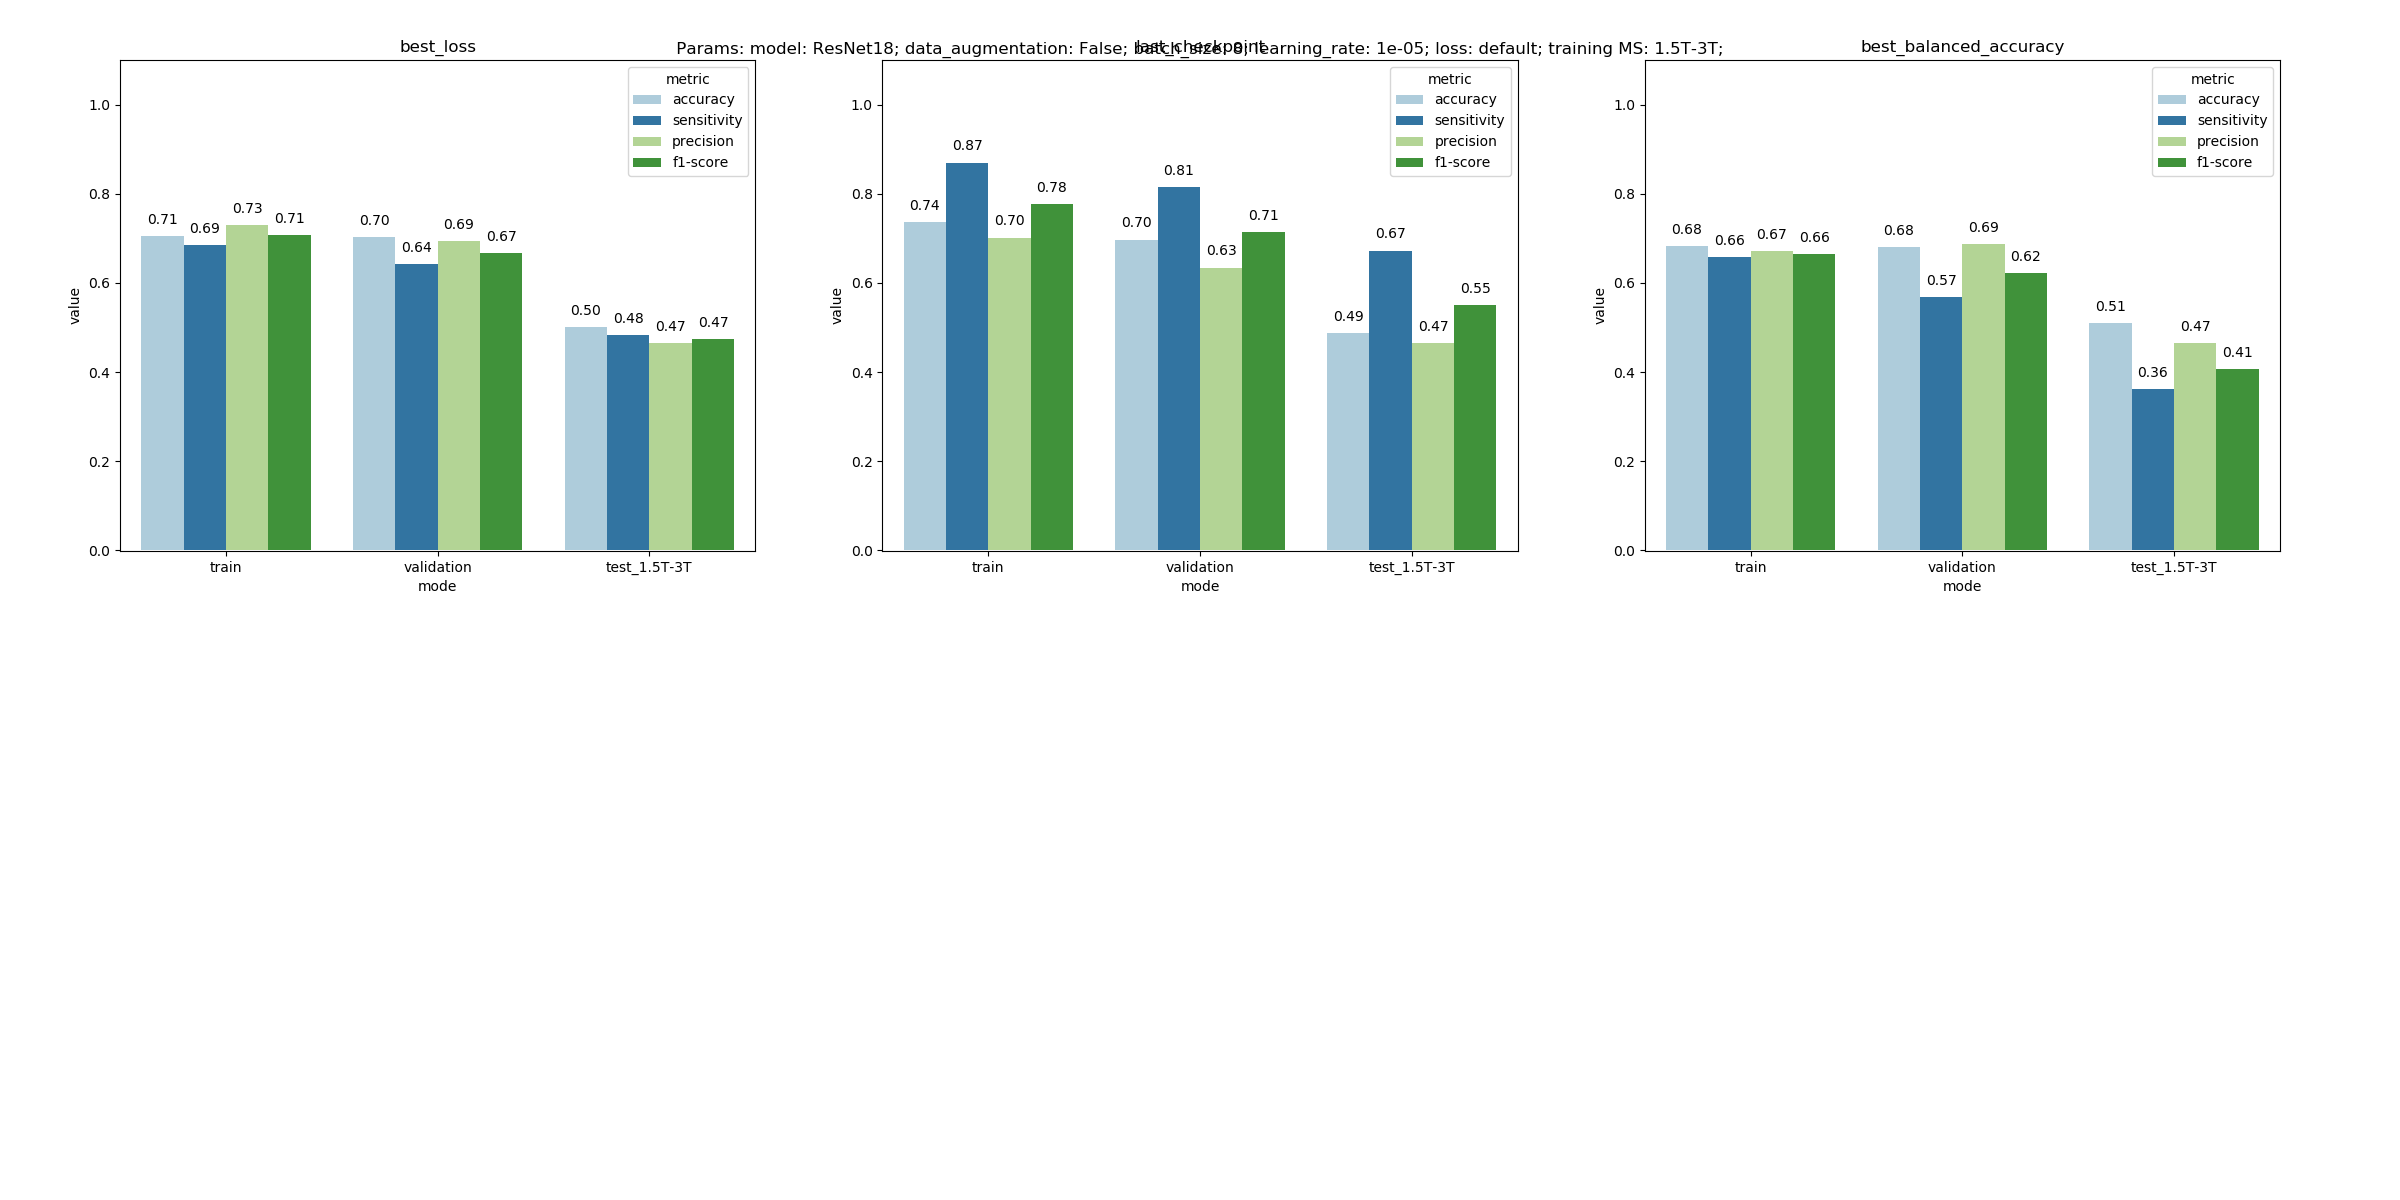 Params: model: ResNet18; data_augmentation: False; batch_size: 8; learning_rate: 1e-05; loss: default; training MS: 1.5T-3T;
best_loss
metric
accuracy
sensitivity
precision
f1-score
1.0
0.8
0.6
0.4
0.2
0.0
value
0.71
0.69
0.73
0.71
0.70
0.64
0.69
0.67
0.50
0.48
0.47
0.47
train
validation
test_1.5T-3T
mode
last_checkpoint
metric
accuracy
sensitivity
precision
f1-score
1.0
0.8
0.6
0.4
0.2
0.0
value
0.74
0.87
0.70
0.78
0.70
0.81
0.63
0.71
0.49
0.67
0.47
0.55
train
validation
test_1.5T-3T
mode
best_balanced_accuracy
metric
accuracy
sensitivity
precision
f1-score
1.0
0.8
0.6
0.4
0.2
0.0
value
0.68
0.66
0.67
0.66
0.68
0.57
0.69
0.62
0.51
0.36
0.47
0.41
train
validation
test_1.5T-3T
mode